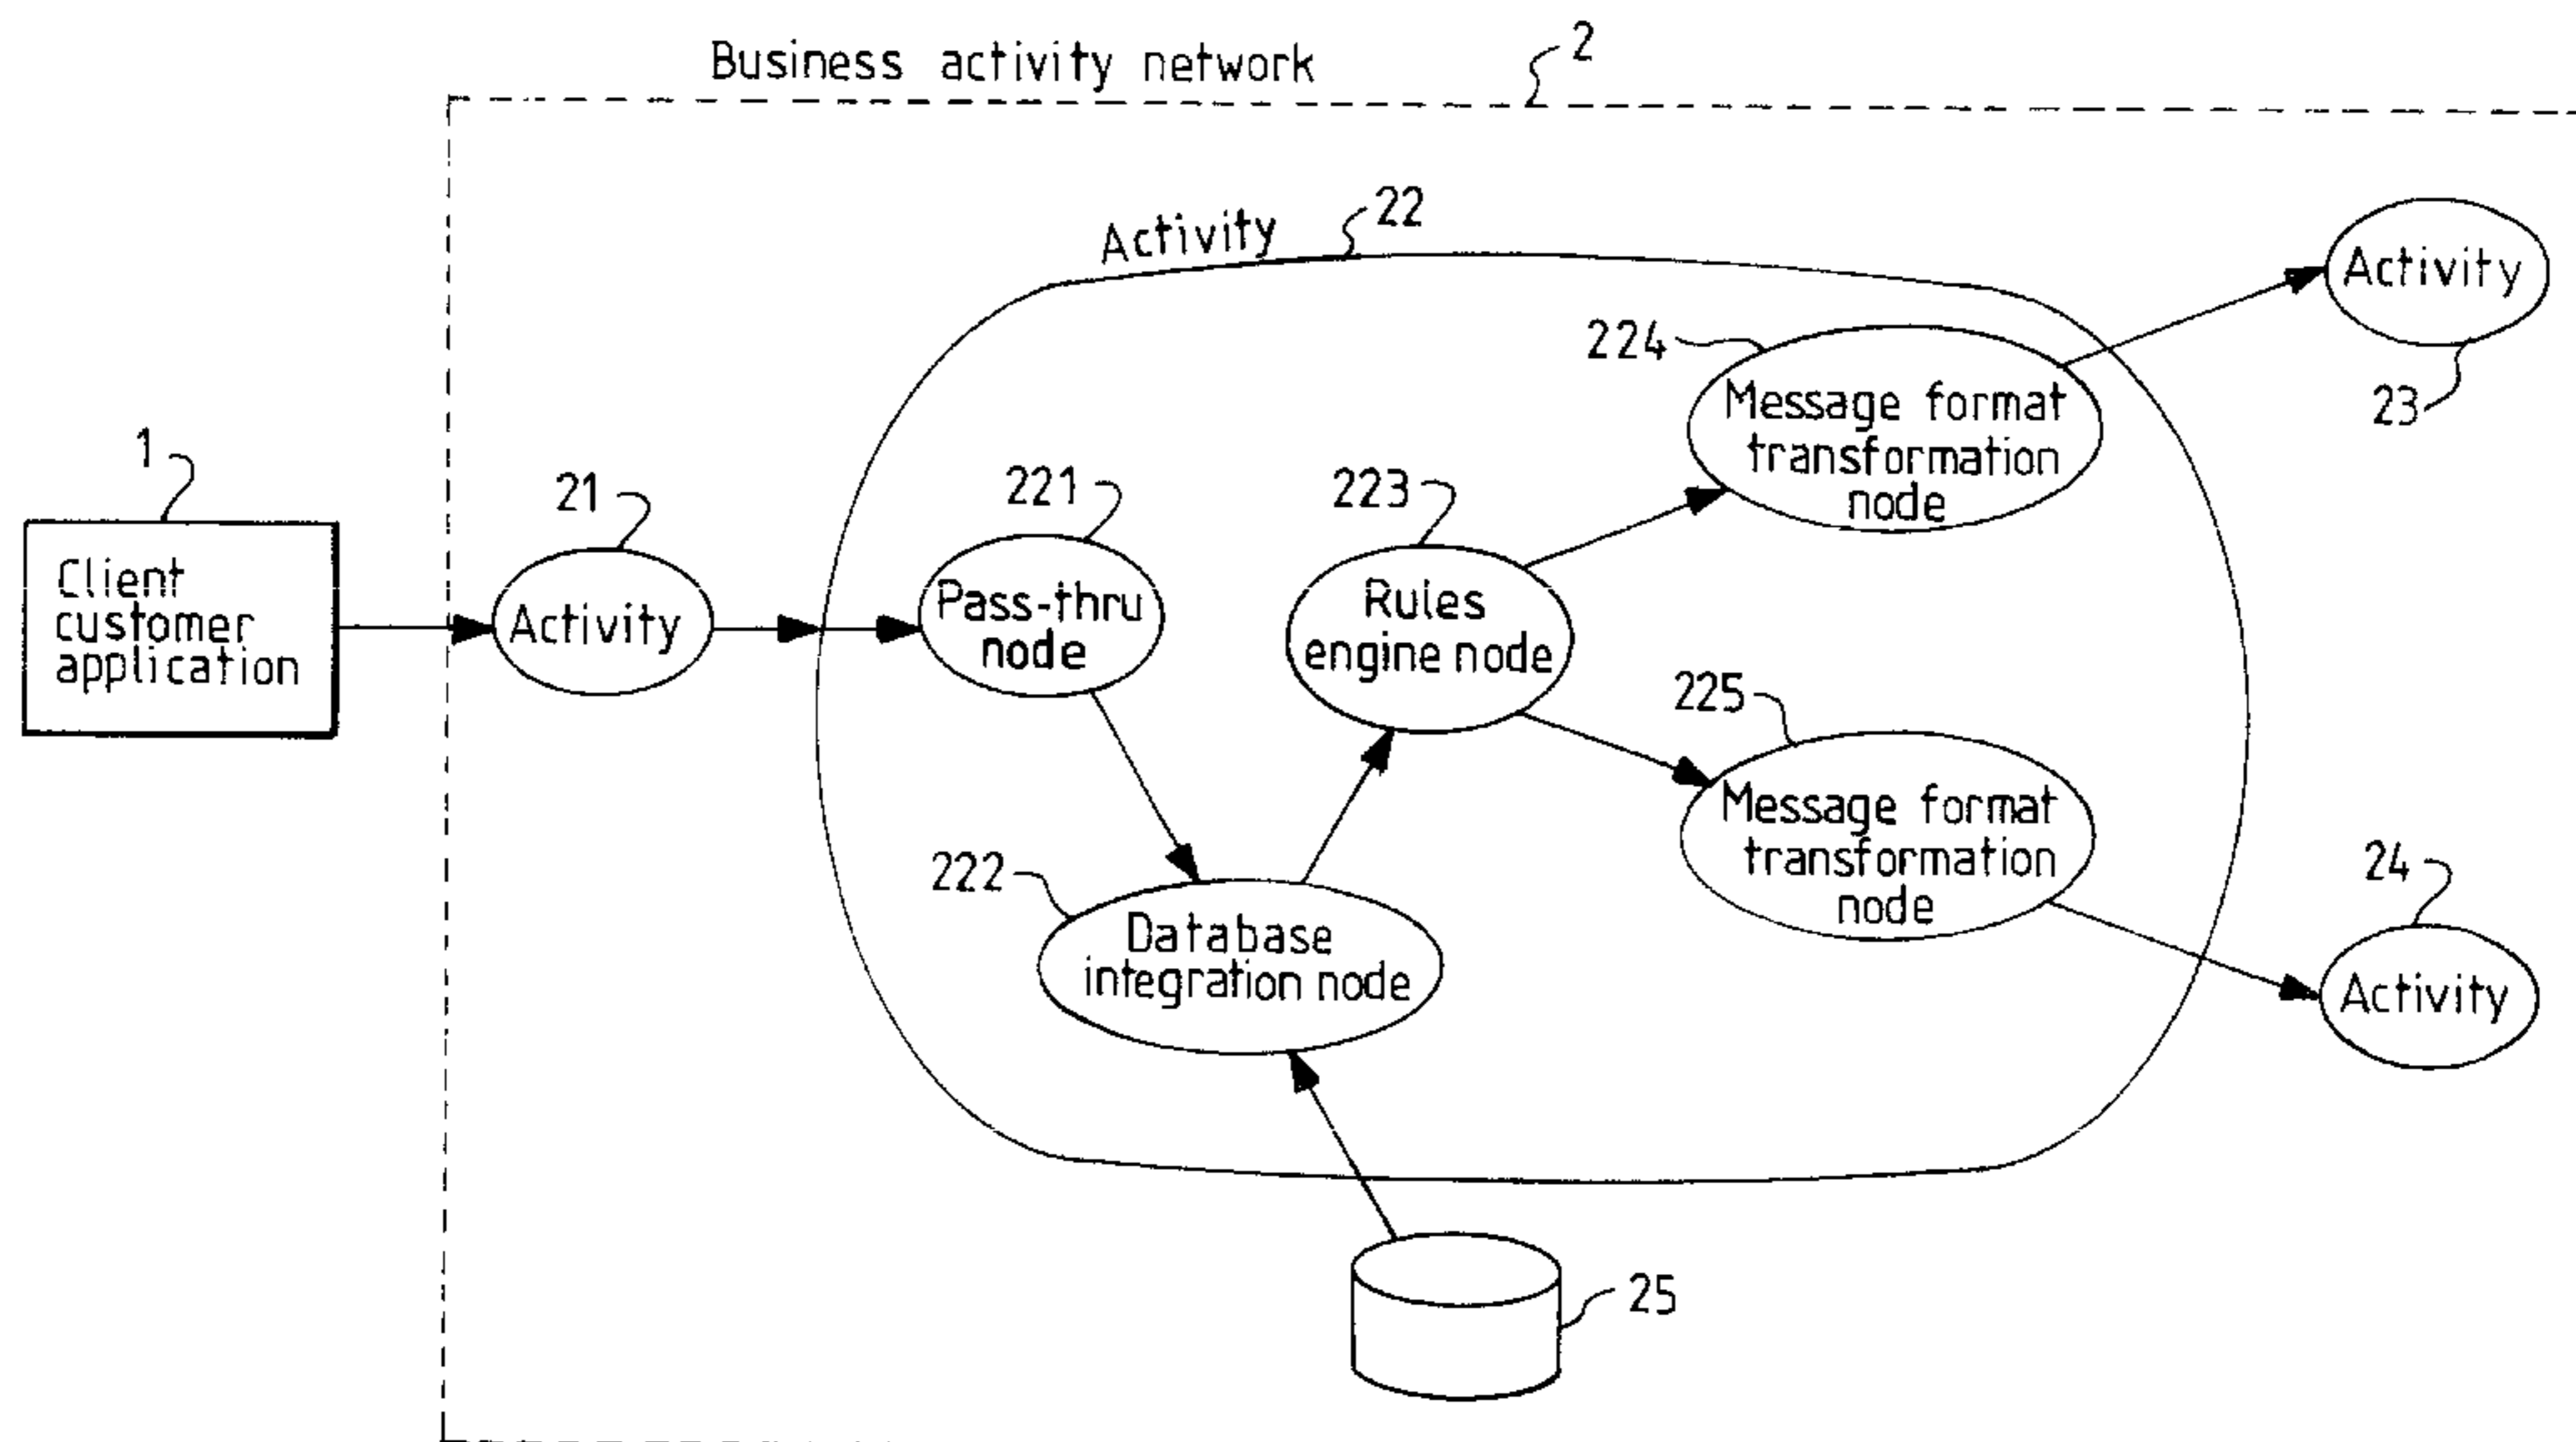 Business activity network
2
Activity
22
Activity
23
224
Message format
transformation
node
1
Client
customer
application
21
Activity
221
Pass-thru
node
223
Rules
engine node
225
Message format
transformation
node
222
Database
integration node
24
Activity
25